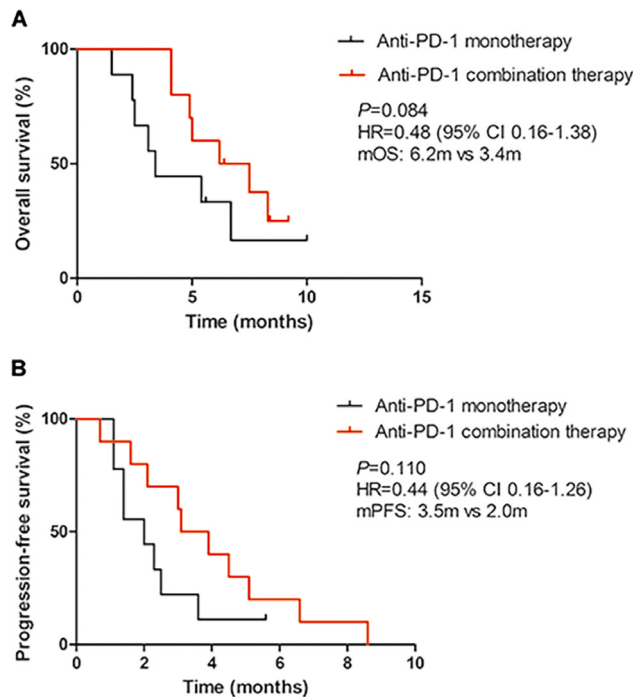 A
Overall survival (%)
100
50
0
0 5 10 15
Time (months)
Anti-PD-1 monotherapy
Anti-PD-1 combination therapy
P=0.084
HR=0.48 (95% CI 0.16-1.38)
mOS: 6.2m vs 3.4m
B
Progression-free survival (%)
100
50
0
0 2 4 6 8 10
Time (months)
Anti-PD-1 monotherapy
Anti-PD-1 combination therapy
P=0.110
HR=0.44 (95% CI 0.16-1.26)
mPFS: 3.5m vs 2.0m